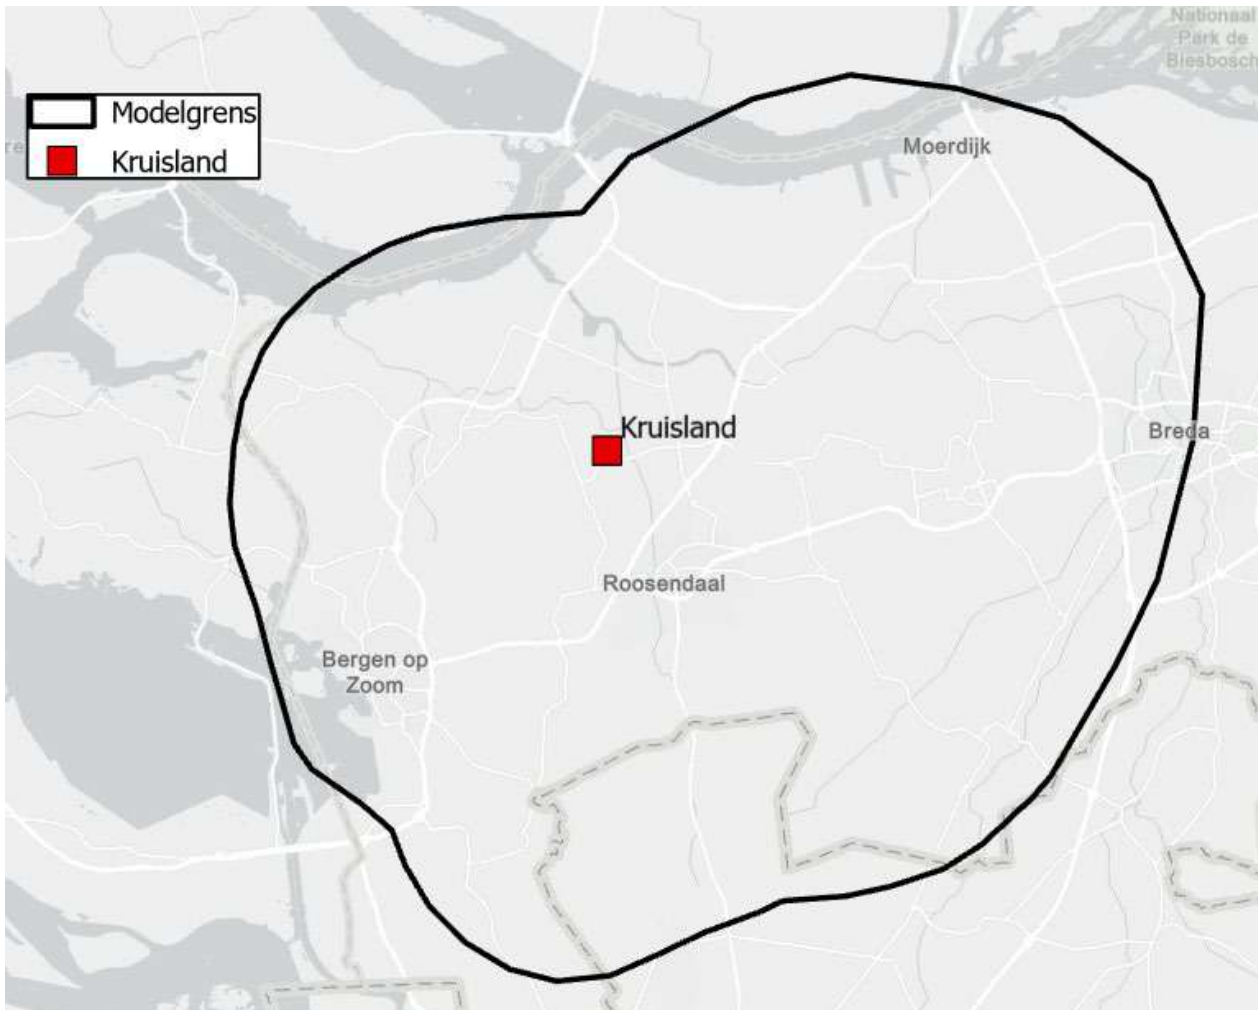 Nationaal
Park de
Biesbosch
Modelgrens
Kruisland
Moerdijk
Kruisland
Breda
Roosendaal
Bergen op
Zoom